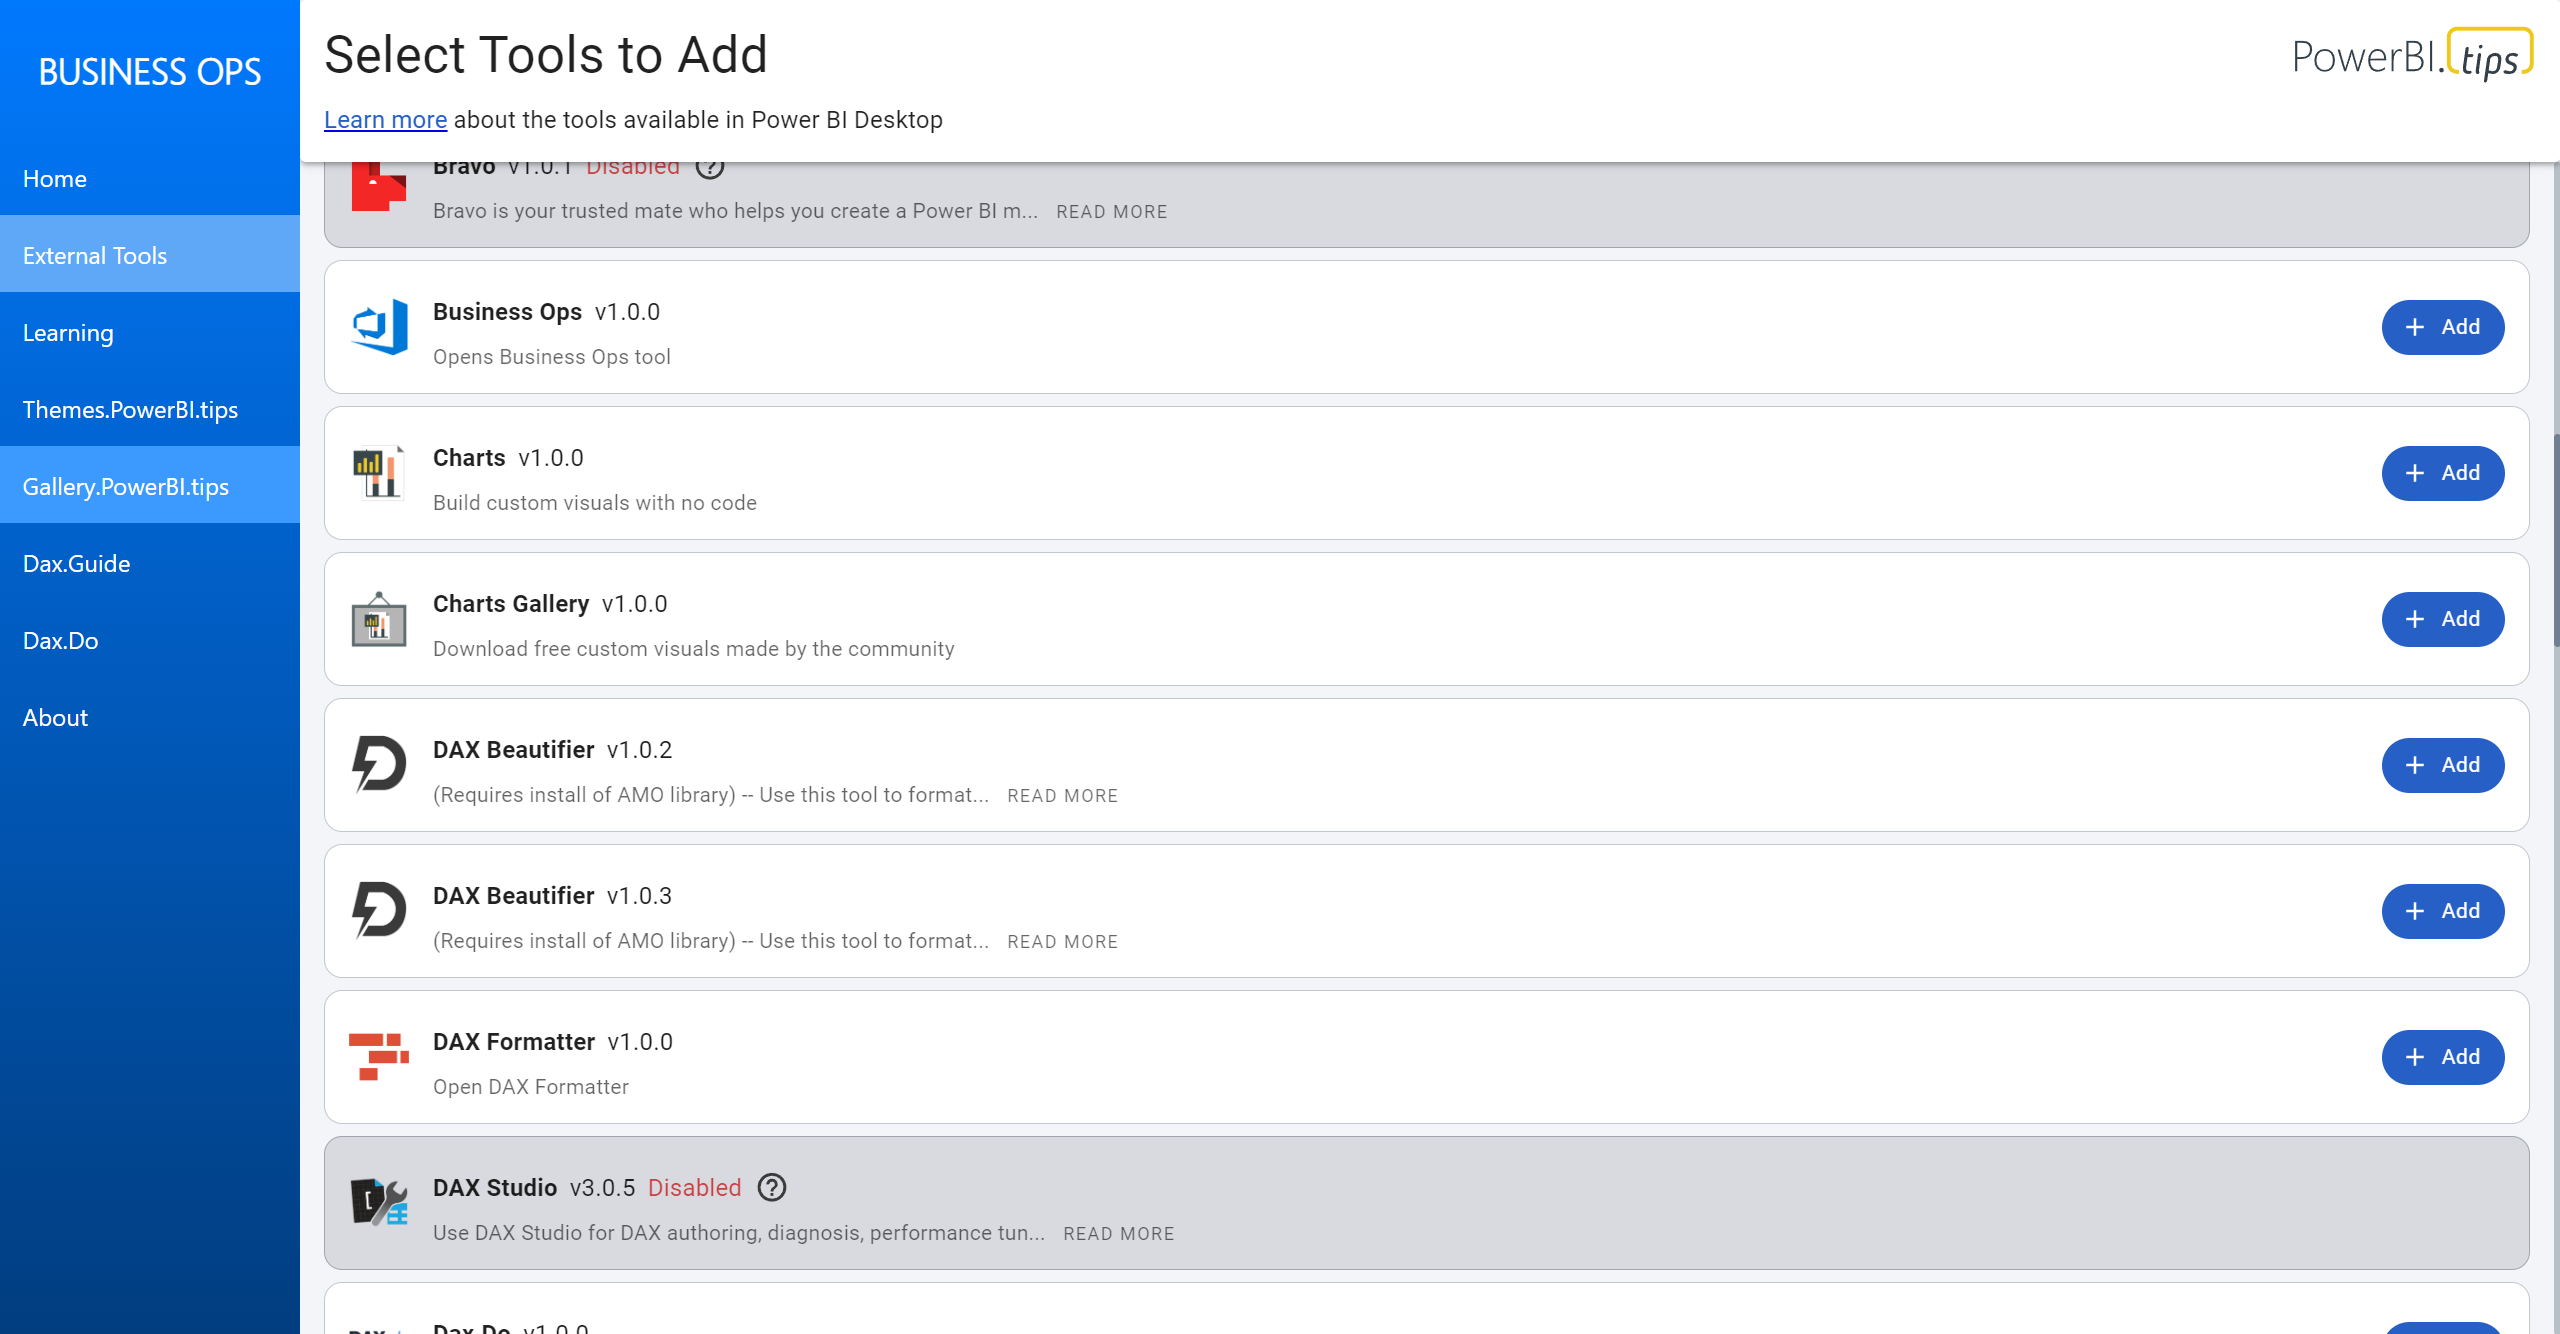 BUSINESS OPS
Home
External Tools
Learning
Themes.PowerBI.tips
Gallery.PowerBI.tips
Dax.Guide
Dax.Do
About
Select Tools to Add
Learn more about the tools available in Power BI Desktop
PowerBI.tips
Bravo v1.0.1 Disabled ?
Bravo is your trusted mate who helps you create a Power BI m... READ MORE
Business Ops v1.0.0
Opens Business Ops tool
+ Add
Charts v1.0.0
Build custom visuals with no code
+ Add
Charts Gallery v1.0.0
Download free custom visuals made by the community
+ Add
DAX Beautifier v1.0.2
(Requires install of AMO library) -- Use this tool to format... READ MORE
+ Add
DAX Beautifier v1.0.3
(Requires install of AMO library) -- Use this tool to format... READ MORE
+ Add
DAX Formatter v1.0.0
Open DAX Formatter
+ Add
DAX Studio v3.0.5 Disabled ?
Use DAX Studio for DAX authoring, diagnosis, performance tun... READ MORE
Dax Do v1.0.0